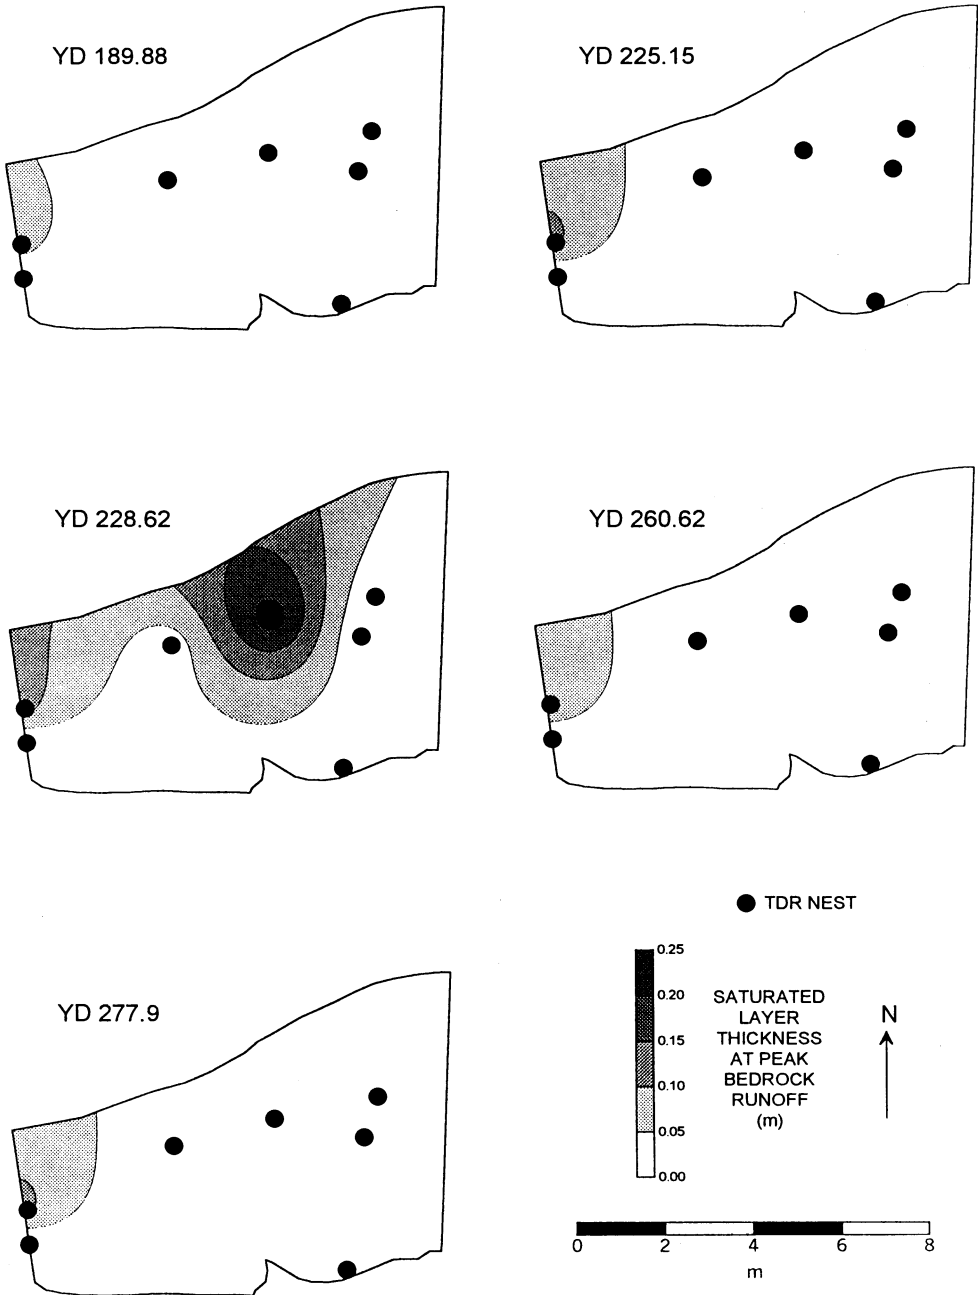 YD 189.88
YD 225.15
YD 228.62
YD 260.62
YD 277.9
TDR NEST
0.25
0.20
0.15
0.10
0.05
0.00
SATURATED
LAYER
THICKNESS
AT PEAK
BEDROCK
RUNOFF
(m)
N
0 2 4 6 8
m